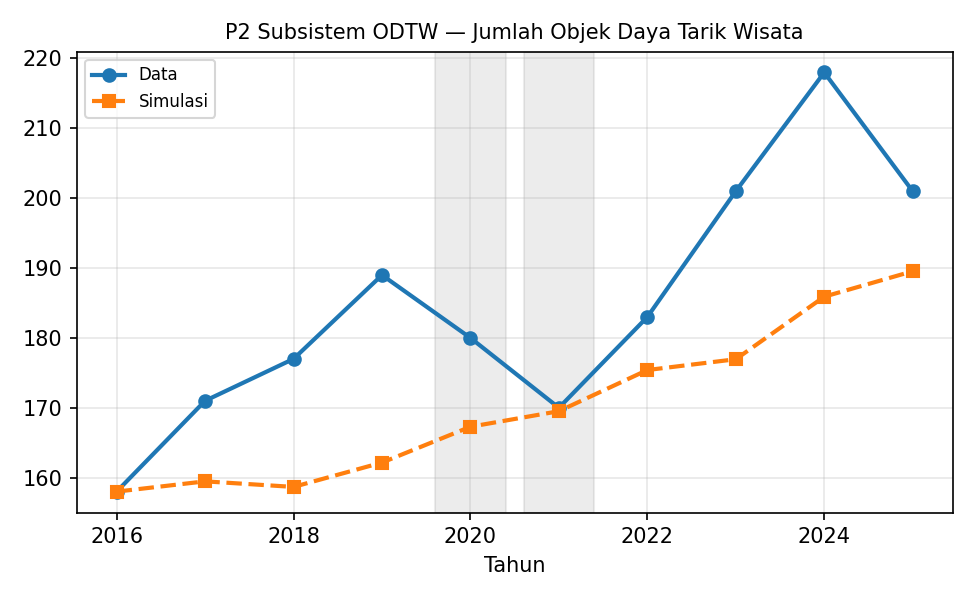 P2 Subsistem ODTW — Jumlah Objek Daya Tarik Wisata
Data
Simulasi
220
210
200
190
180
170
160
2016 2018 2020 2022 2024
Tahun